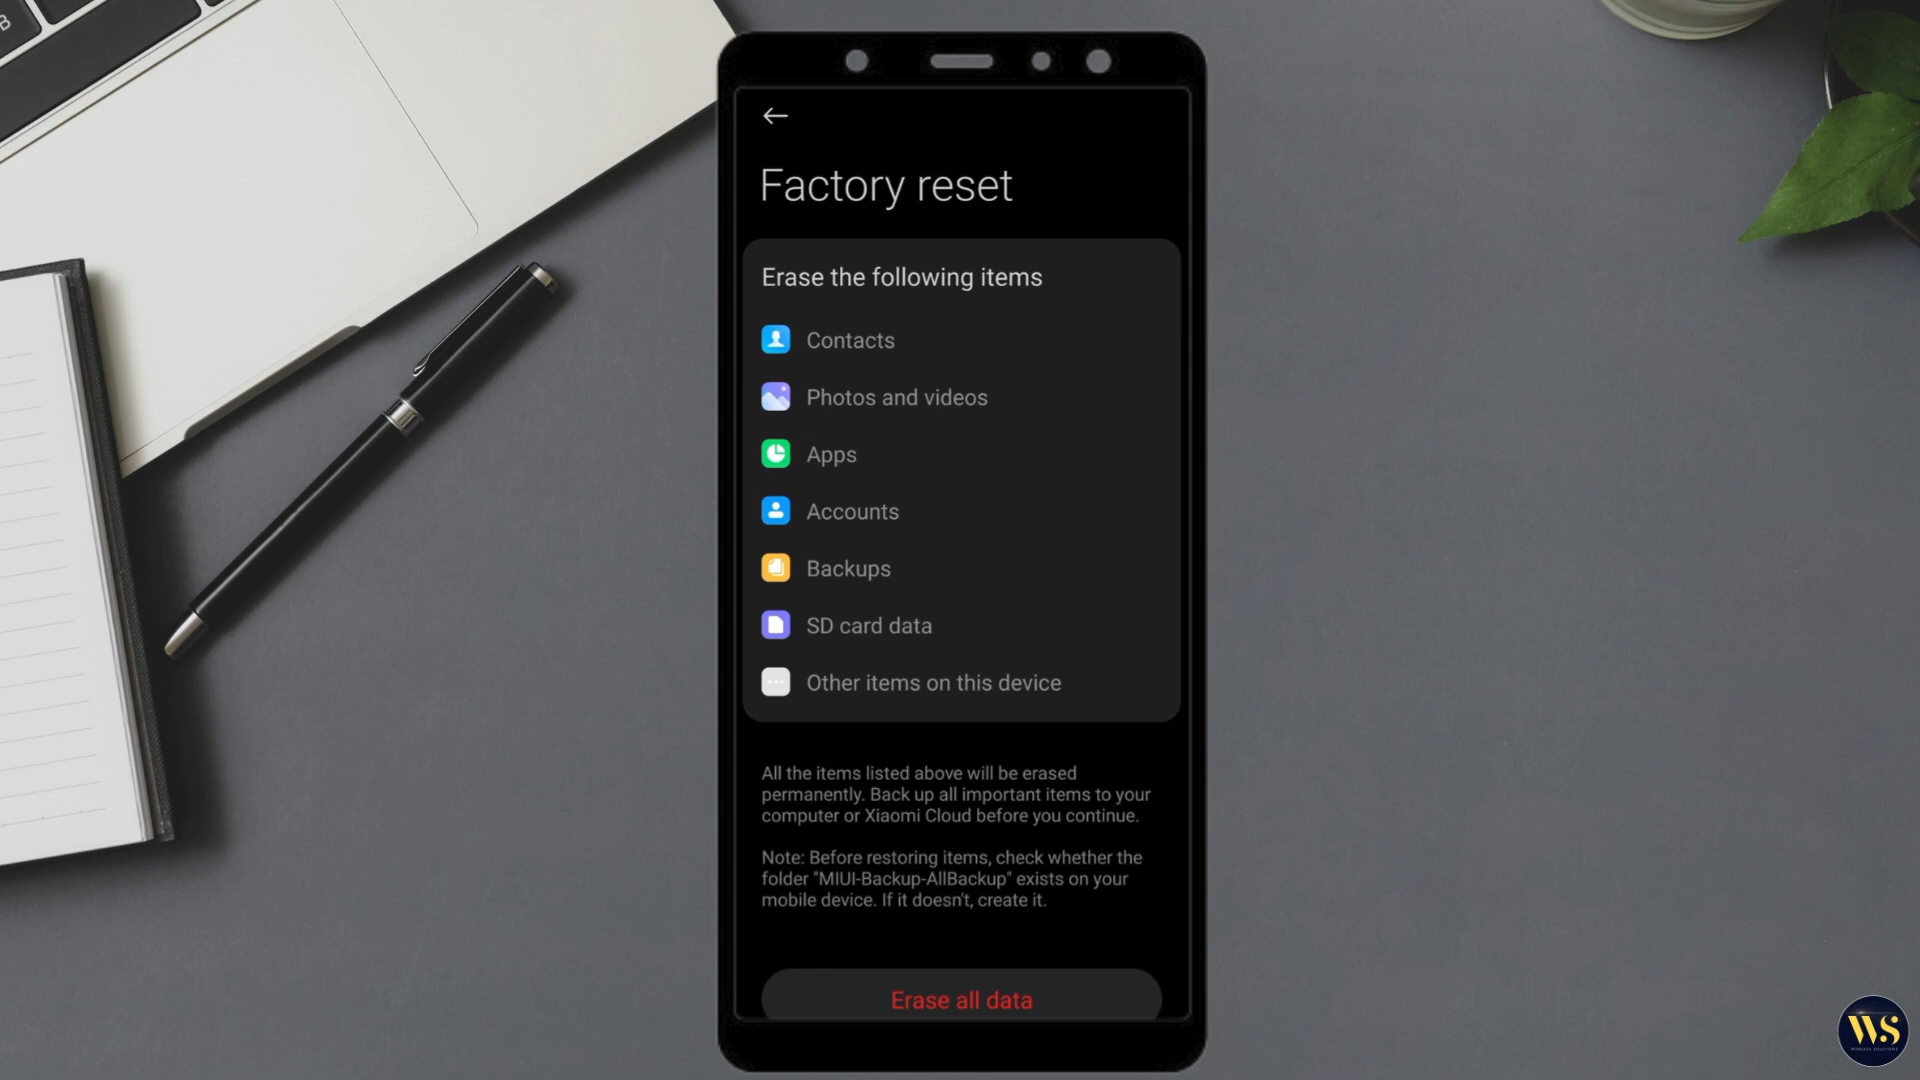 B
Factory reset
Erase the following items
Contacts
Photos and videos
Apps
Accounts
Backups
SD card data
Other items on this device
All the items listed above will be erased
permanently. Back up all important items to your
computer or Xiaomi Cloud before you continue.
Note: Before restoring items, check whether the
folder "MIUI-Backup-AllBackup" exists on your
mobile device. If it doesn't, create it.
Erase all data
WS
WIRELESS SOLUTIONS